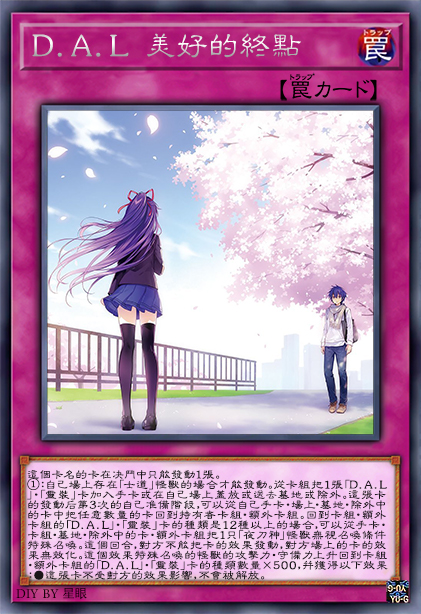 D.A.L 美好的終點
トラップ
罠
トラップ
【罠カード】
這個卡名的卡在決鬥中只能發動1張。
①:自己場上存在「士道」怪獸的場合才能發動。從卡組把1張「D.A.L
」·「靈裝」卡加入手卡或在自己場上蓋放或送去墓地或除外。這張卡
的發動后第3次的自己準備階段,可以從自己手卡·場上·墓地·除外中
的卡中把任意數量的卡回到持有者卡組·額外卡組。回到卡組·額外
卡組的「D.A.L」·「靈裝」卡的種類是12種以上的場合,可以從手卡·
卡組·墓地·除外中的卡·額外卡組把1只「夜刀神」怪獸無視召喚條件
特殊召喚。這個回合,對方不能把卡的效果發動,對方場上的卡的效
果無效化。這個效果特殊召喚的怪獸的攻擊力·守備力上升回到卡組
·額外卡組的「D.A.L」·「靈裝」卡的種類數量×500,并獲得以下效果
:●這張卡不受對方的效果影響,不會被解放。
DIY BY 星眼
YU-G